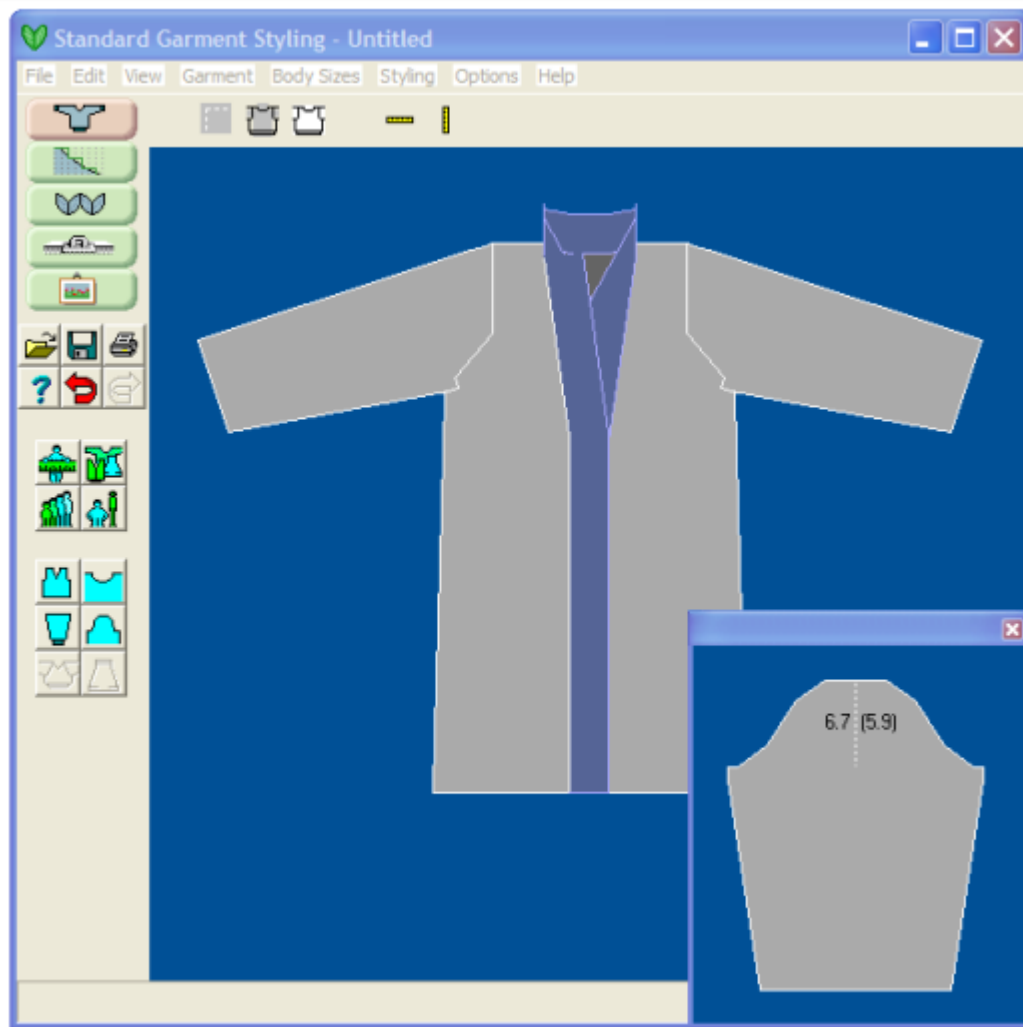 Standard Garment Styling - Untitled
File Edit View Garment Body Sizes Styling Options Help
6.7 (5.9)